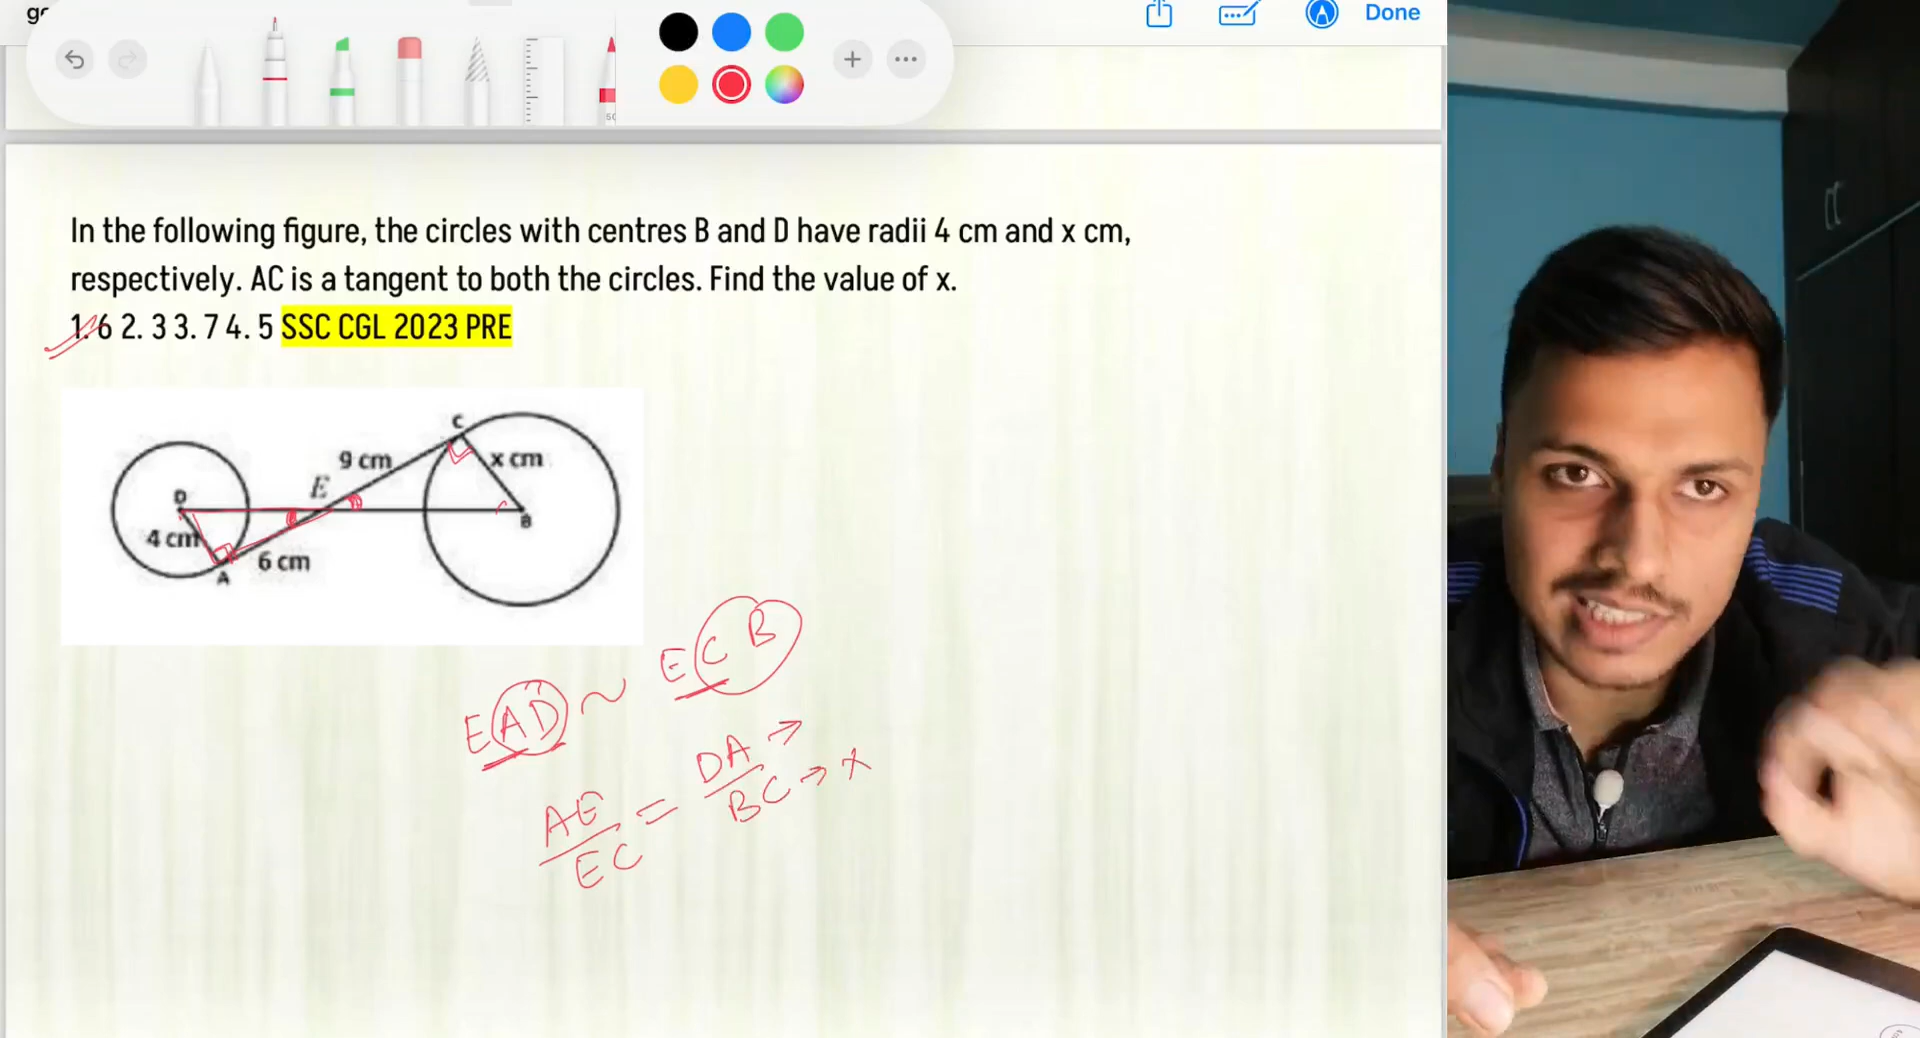 Done
In the following figure, the circles with centres B and D have radii 4 cm and x cm,
respectively. AC is a tangent to both the circles. Find the value of x.
1. 6 2. 3 3. 7 4. 5 SSC CGL 2023 PRE
C
9 cm
x cm
E
D
B
4 cm
6 cm
A
EAD ~ ECB
AE/EC = DA/BC → x